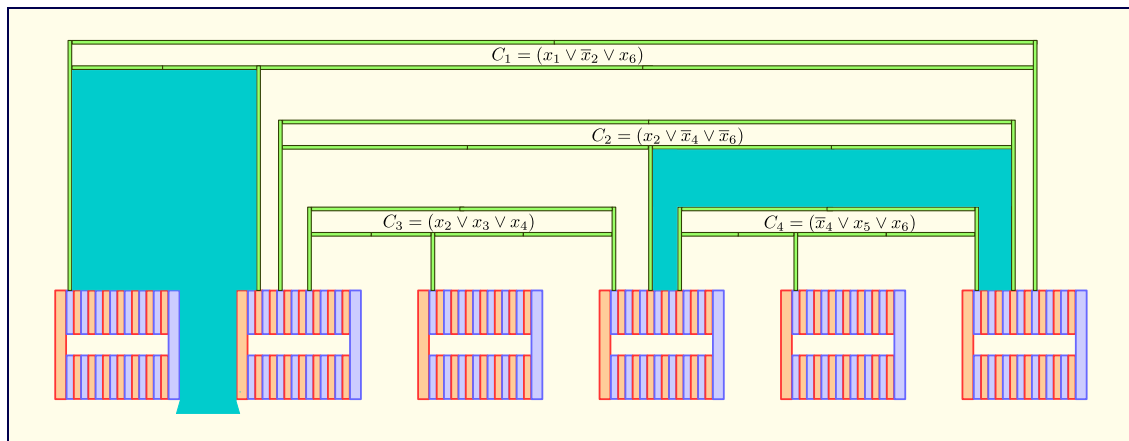 C₁ = (x₁ ∨ x̅₂ ∨ x₆)
C₂ = (x₂ ∨ x̅₄ ∨ x̅₆)
C₃ = (x₂ ∨ x₃ ∨ x₄)
C₄ = (x̅₄ ∨ x₅ ∨ x₆)